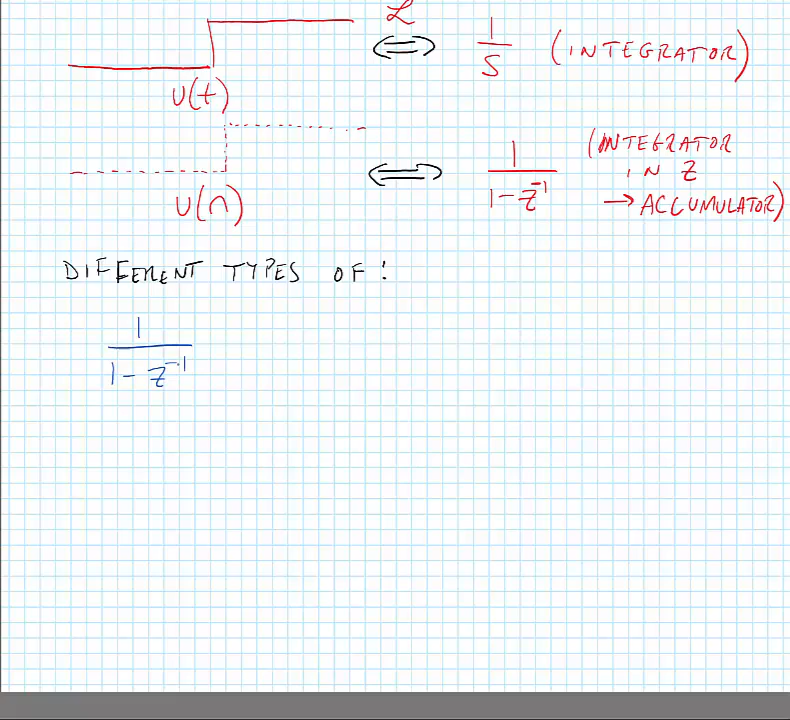 ℒ
U(t) ⟺ 1/S (INTEGRATOR)
U(n) ⟺ 1/(1-Z⁻¹) (INTEGRATOR
IN Z
→ ACCUMULATOR)
DIFFERENT TYPES OF:
1/(1-Z⁻¹)